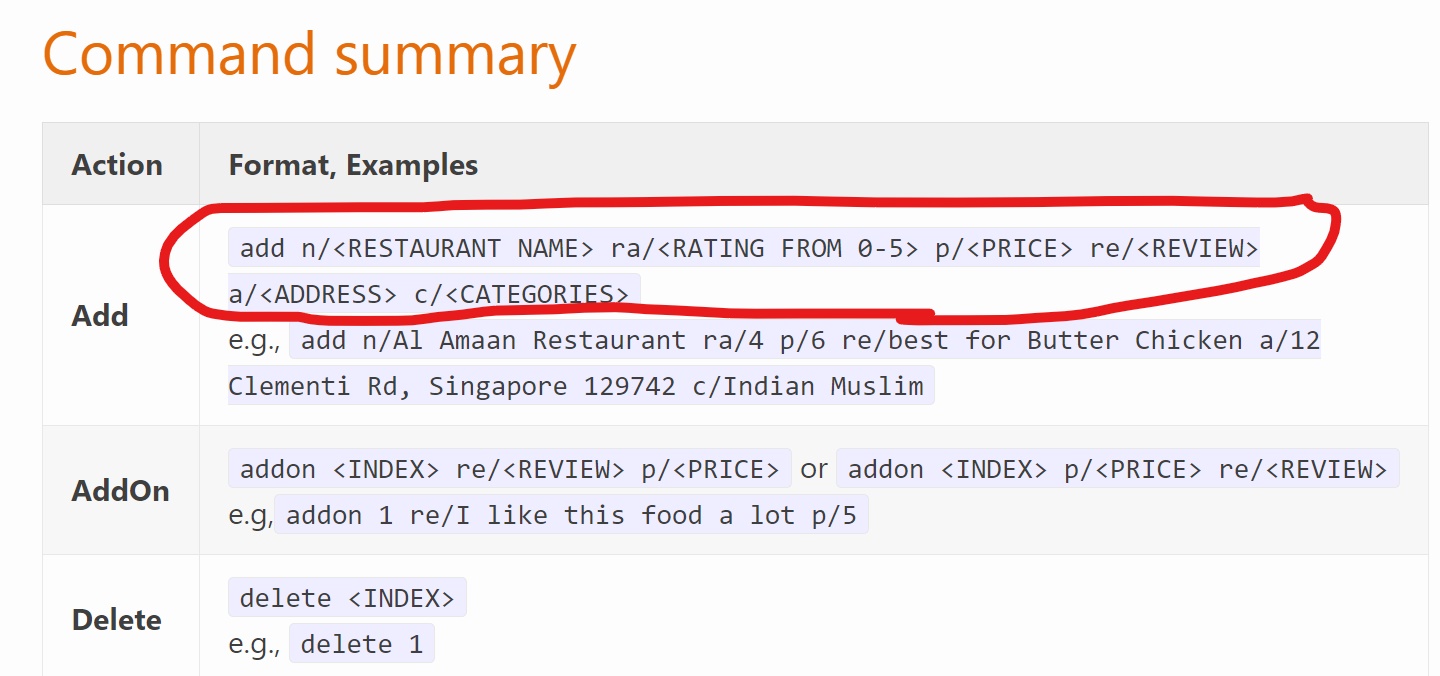 Command summary
Action Format, Examples
add n/<RESTAURANT NAME> ra/<RATING FROM 0-5> p/<PRICE> re/<REVIEW>
a/<ADDRESS> c/<CATEGORIES>
Add
e.g., add n/Al Amaan Restaurant ra/4 p/6 re/best for Butter Chicken a/12
Clementi Rd, Singapore 129742 c/Indian Muslim
addon <INDEX> re/<REVIEW> p/<PRICE> or addon <INDEX> p/<PRICE> re/<REVIEW>
AddOn
e.g, addon 1 re/I like this food a lot p/5
delete <INDEX>
Delete
e.g., delete 1